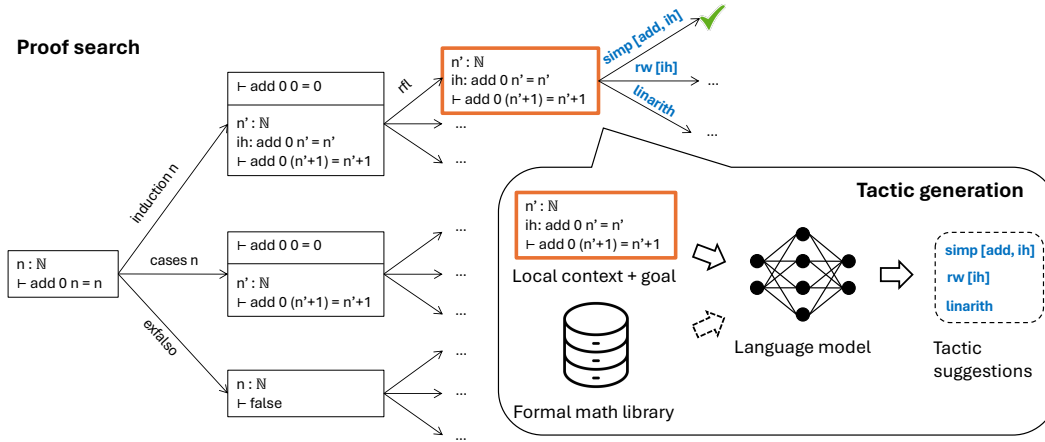 Proof search
n : ℕ
⊢ add 0 n = n
induction n
cases n
exfalso
⊢ add 0 0 = 0
n' : ℕ
ih: add 0 n' = n'
⊢ add 0 (n'+1) = n'+1
rfl
...
...
n' : ℕ
ih: add 0 n' = n'
⊢ add 0 (n'+1) = n'+1
simp [add, ih]
rw [ih]
linarith
...
...
⊢ add 0 0 = 0
n' : ℕ
⊢ add 0 (n'+1) = n'+1
...
...
...
n : ℕ
⊢ false
...
...
...
Tactic generation
n' : ℕ
ih: add 0 n' = n'
⊢ add 0 (n'+1) = n'+1
Local context + goal
Formal math library
Language model
simp [add, ih]
rw [ih]
linarith
Tactic
suggestions